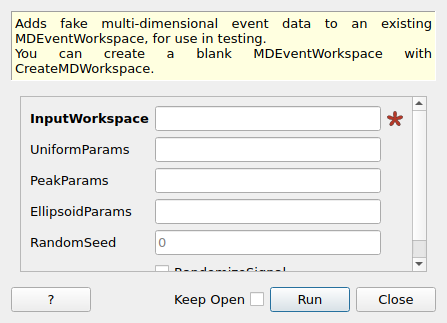 Adds fake multi-dimensional event data to an existing
MDEventWorkspace, for use in testing.
You can create a blank MDEventWorkspace with
CreateMDWorkspace.
InputWorkspace
UniformParams
PeakParams
EllipsoidParams
RandomSeed 0
RandomizeSignal
? Keep Open Run Close